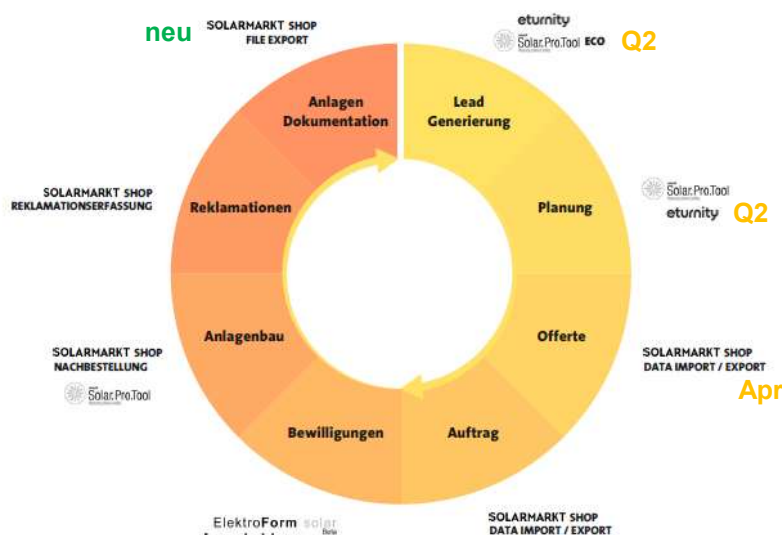 neu
SOLARMARKT SHOP
FILE EXPORT
eturnity
Solar.Pro.Tool ECO
Q2
Anlagen
Dokumentation
Lead
Generierung
SOLARMARKT SHOP
REKLAMATIONSERFASSUNG
Reklamationen
Planung
Solar.Pro.Tool
eturnity
Q2
Anlagenbau
Offerte
SOLARMARKT SHOP
NACHBESTELLUNG
Solar.Pro.Tool
SOLARMARKT SHOP
DATA IMPORT / EXPORT
Apr
Bewilligungen
Auftrag
ElektroForm solar
Beta
SOLARMARKT SHOP
DATA IMPORT / EXPORT